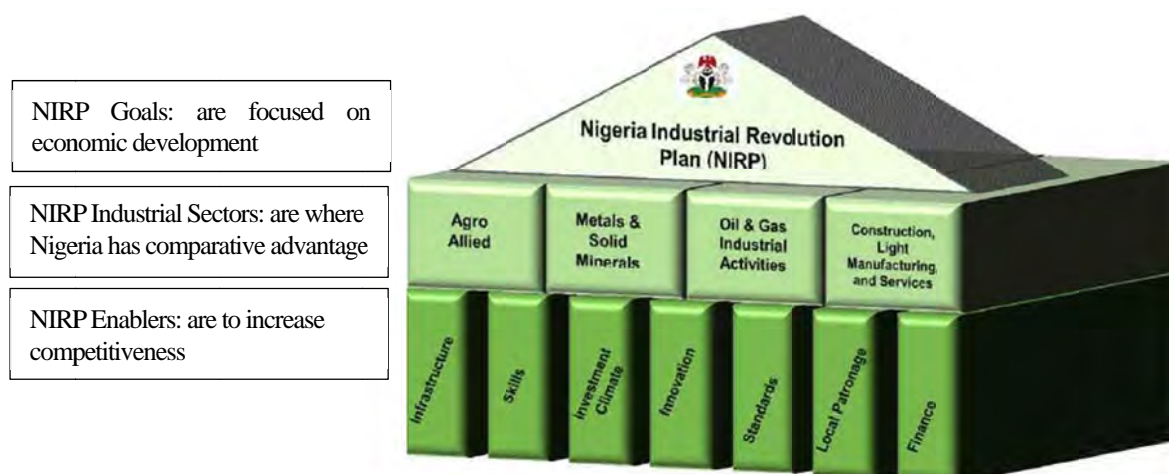 NIRP Goals: are focused on
economic development
NIRP Industrial Sectors: are where
Nigeria has comparative advantage
NIRP Enablers: are to increase
competitiveness
Nigeria Industrial Revolution
Plan (NIRP)
Agro
Allied
Metals &
Solid
Minerals
Oil & Gas
Industrial
Activities
Construction,
Light
Manufacturing,
and Services
Infrastructure
Skills
Investment
Climate
Innovation
Standards
Local Patronage
Finance